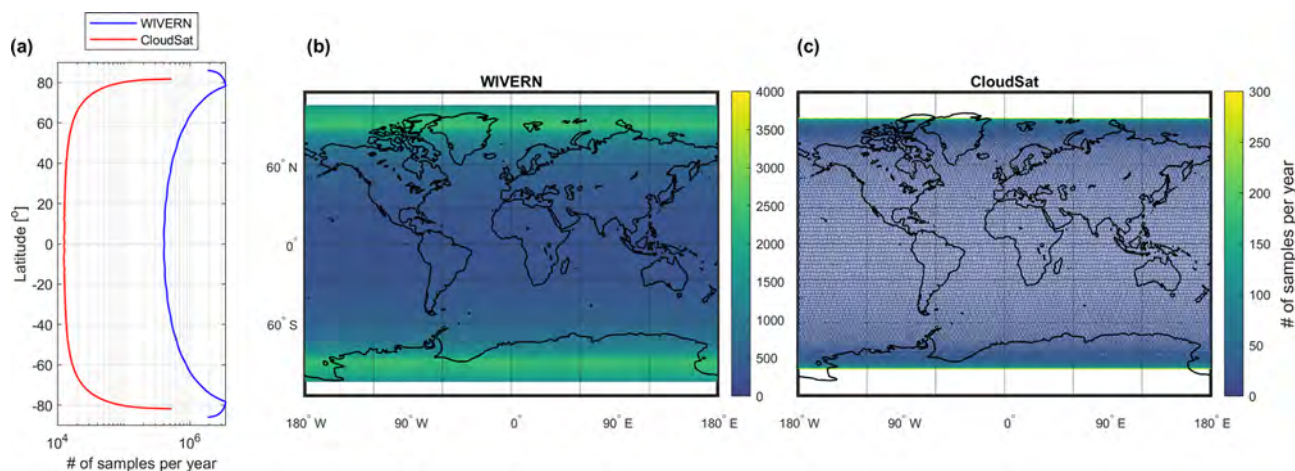 WIVERN
CloudSat
(a)
80
60
40
20
0
-20
-40
-60
-80
Latitude [°]
10^4
10^6
# of samples per year
(b)
WIVERN
60° N
0°
60° S
180° W
90° W
0°
90° E
180° E
4000
3500
3000
2500
2000
1500
1000
500
0
(c)
CloudSat
180° W
90° W
0°
90° E
180° E
300
250
200
150
100
50
0
# of samples per year